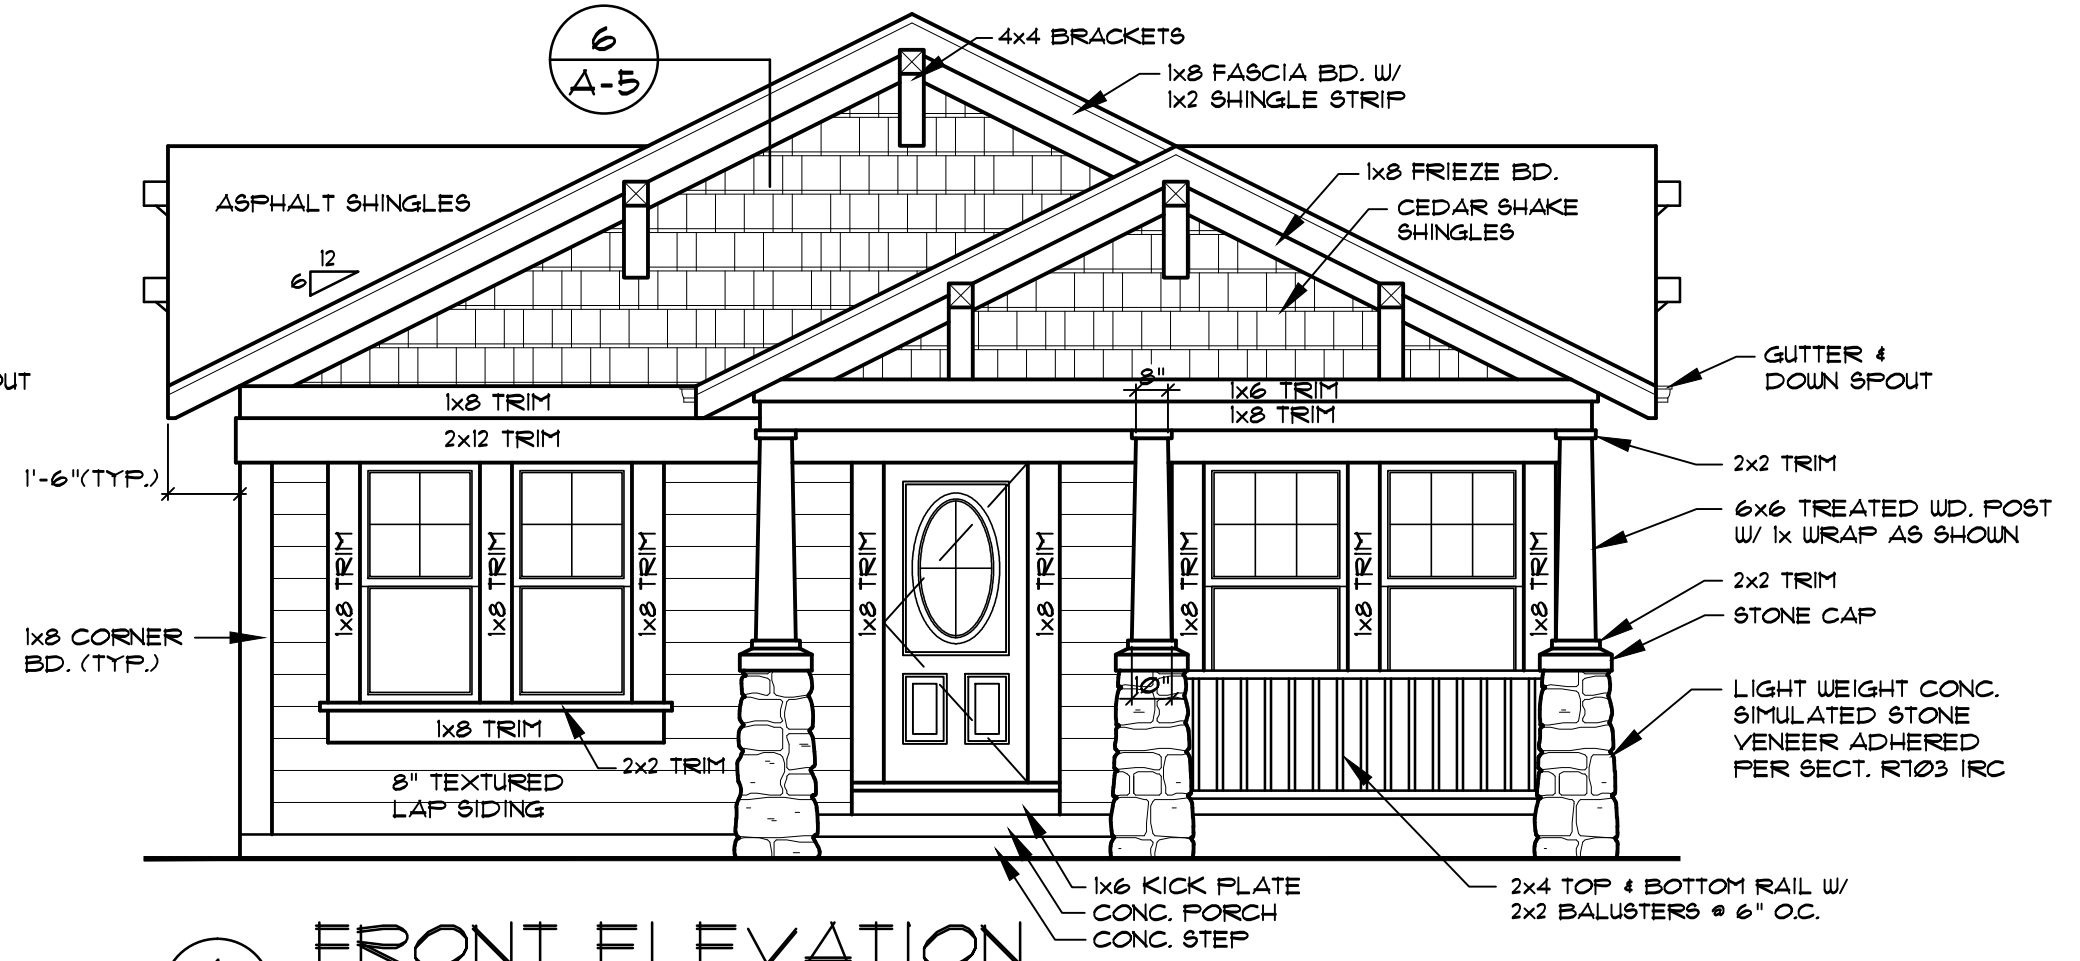 6
A-5
4x4 BRACKETS
1x8 FASCIA BD. W/
1x2 SHINGLE STRIP
1x8 FRIEZE BD.
CEDAR SHAKE
SHINGLES
ASPHALT SHINGLES
12
6
OUT
GUTTER &
DOWN SPOUT
8"
1x6 TRIM
1x8 TRIM
1x8 TRIM
2x12 TRIM
1'-6"(TYP.)
2x2 TRIM
6x6 TREATED WD. POST
W/ 1x WRAP AS SHOWN
2x2 TRIM
STONE CAP
1x8 TRIM
1x8 TRIM
1x8 TRIM
1x8 TRIM
1x8 TRIM
1x8 TRIM
1x8 TRIM
1x8 TRIM
1x8 CORNER
BD. (TYP.)
10"
LIGHT WEIGHT CONC.
SIMULATED STONE
VENEER ADHERED
PER SECT. R703 IRC
1x8 TRIM
2x2 TRIM
8" TEXTURED
LAP SIDING
1x6 KICK PLATE
CONC. PORCH
CONC. STEP
2x4 TOP & BOTTOM RAIL W/
2x2 BALUSTERS @ 6" O.C.
FRONT ELEVATION